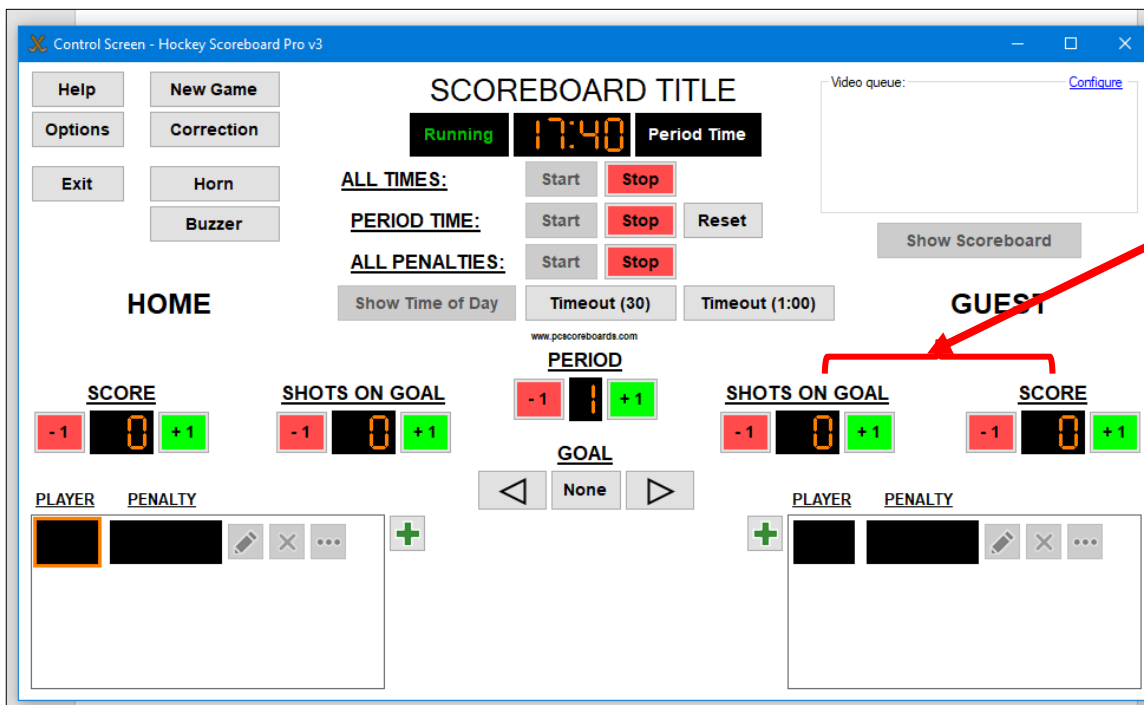 Control Screen - Hockey Scoreboard Pro v3
Help New Game SCOREBOARD TITLE Video queue: Configure
Options Correction Running 17:40 Period Time
Exit Horn ALL TIMES: Start Stop
Buzzer PERIOD TIME: Start Stop Reset Show Scoreboard
ALL PENALTIES: Start Stop
HOME Show Time of Day Timeout (30) Timeout (1:00) GUEST
www.pcscoreboards.com
PERIOD
SCORE SHOTS ON GOAL - 1 1 + 1 SHOTS ON GOAL SCORE
- 1 0 + 1 - 1 0 + 1 - 1 0 + 1 - 1 0 + 1
GOAL
None
PLAYER PENALTY PLAYER PENALTY